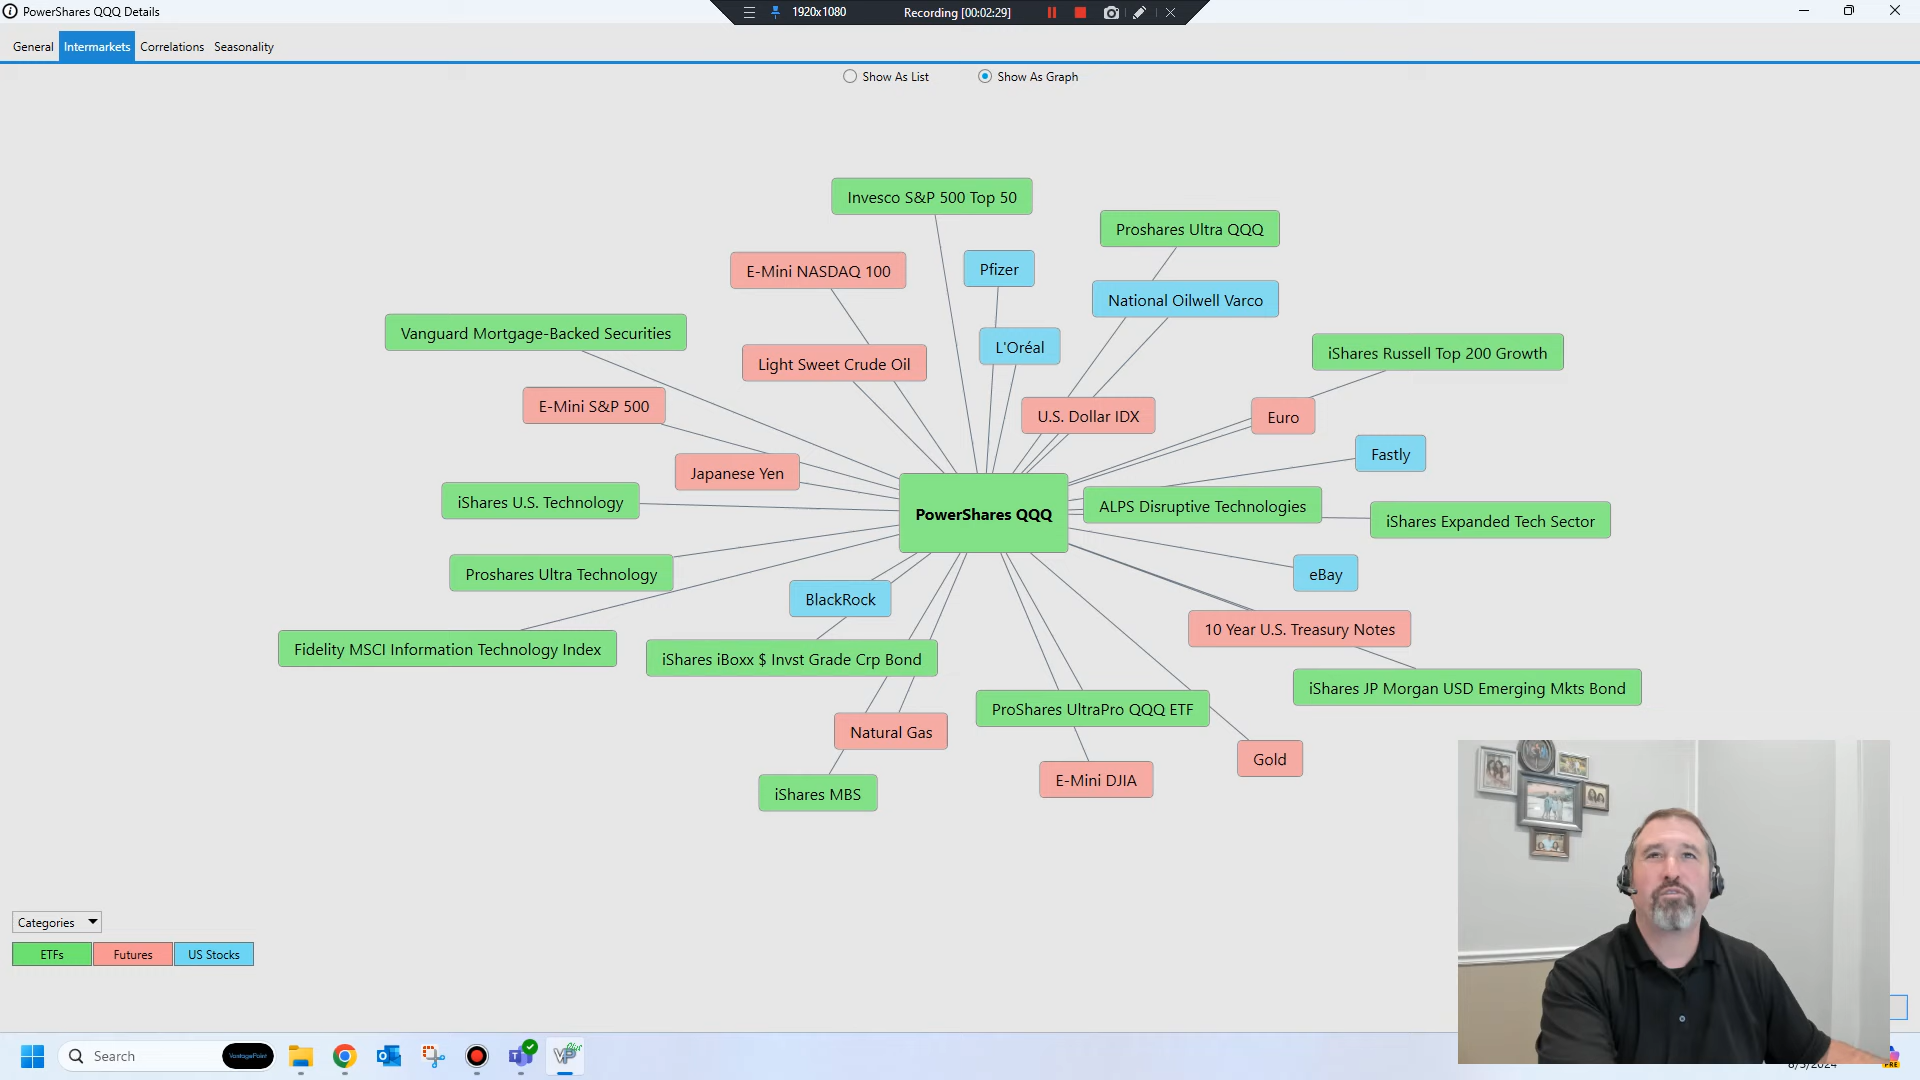 PowerShares QQQ Details
1920x1080
Recording [00:02:29]
General
Intermarkets
Correlations
Seasonality
Show As List
Show As Graph
Invesco S&P 500 Top 50
Proshares Ultra QQQ
E-Mini NASDAQ 100
Pfizer
National Oilwell Varco
Vanguard Mortgage-Backed Securities
L'Oréal
iShares Russell Top 200 Growth
Light Sweet Crude Oil
E-Mini S&P 500
U.S. Dollar IDX
Euro
Fastly
Japanese Yen
iShares U.S. Technology
PowerShares QQQ
ALPS Disruptive Technologies
iShares Expanded Tech Sector
Proshares Ultra Technology
eBay
BlackRock
10 Year U.S. Treasury Notes
Fidelity MSCI Information Technology Index
iShares iBoxx $ Invst Grade Crp Bond
iShares JP Morgan USD Emerging Mkts Bond
ProShares UltraPro QQQ ETF
Natural Gas
Gold
E-Mini DJIA
iShares MBS
Categories
ETFs
Futures
US Stocks
Search
VantagePoint
VP Plus
PRE